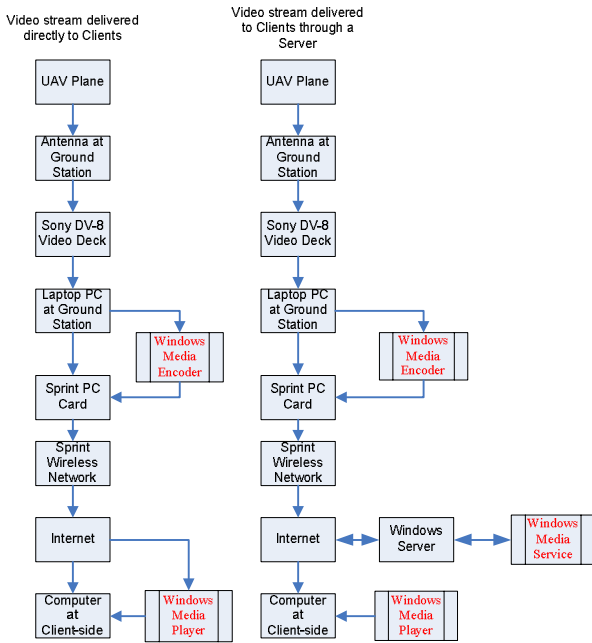 Video stream delivered
directly to Clients
UAV Plane
Antenna at
Ground
Station
Sony DV-8
Video Deck
Laptop PC
at Ground
Station
Windows
Media
Encoder
Sprint PC
Card
Sprint
Wireless
Network
Internet
Computer
at
Client-side
Windows
Media
Player
Video stream delivered
to Clients through a
Server
UAV Plane
Antenna at
Ground
Station
Sony DV-8
Video Deck
Laptop PC
at Ground
Station
Windows
Media
Encoder
Sprint PC
Card
Sprint
Wireless
Network
Internet
Windows
Server
Windows
Media
Service
Computer
at
Client-side
Windows
Media
Player